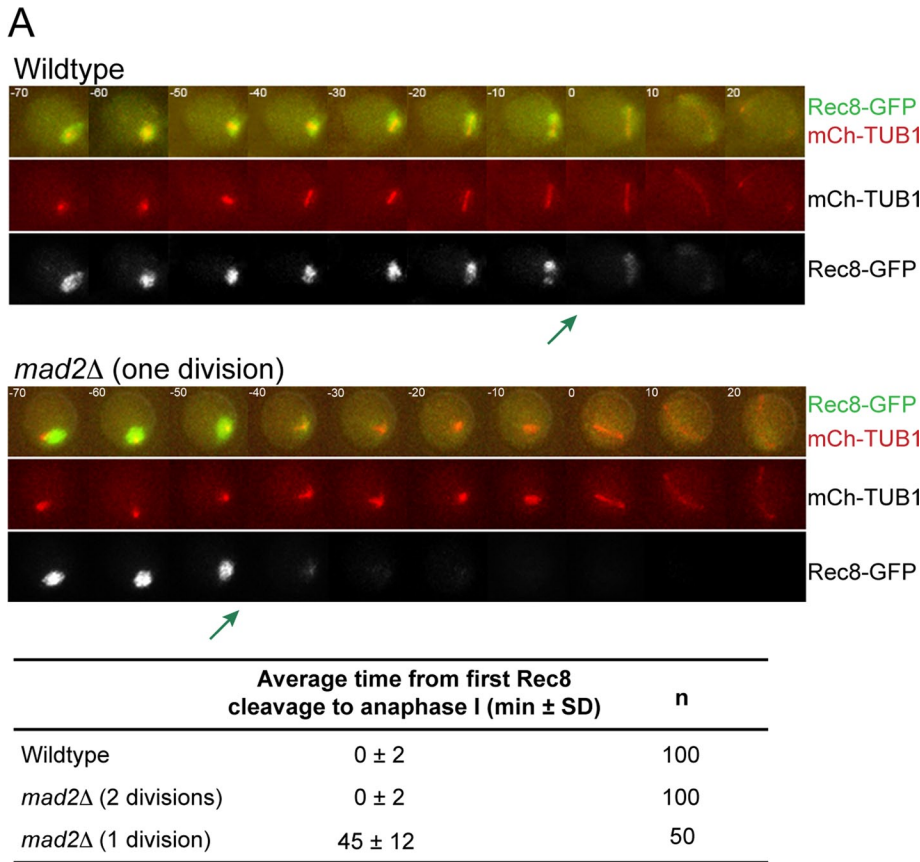 A
Wildtype
-70 -60 -50 -40 -30 -20 -10 0 10 20
Rec8-GFP
mCh-TUB1
mCh-TUB1
Rec8-GFP
mad2Δ (one division)
-70 -60 -50 -40 -30 -20 -10 0 10 20
Rec8-GFP
mCh-TUB1
mCh-TUB1
Rec8-GFP
Average time from first Rec8
cleavage to anaphase I (min ± SD) n
Wildtype 0 ± 2 100
mad2Δ (2 divisions) 0 ± 2 100
mad2Δ (1 division) 45 ± 12 50